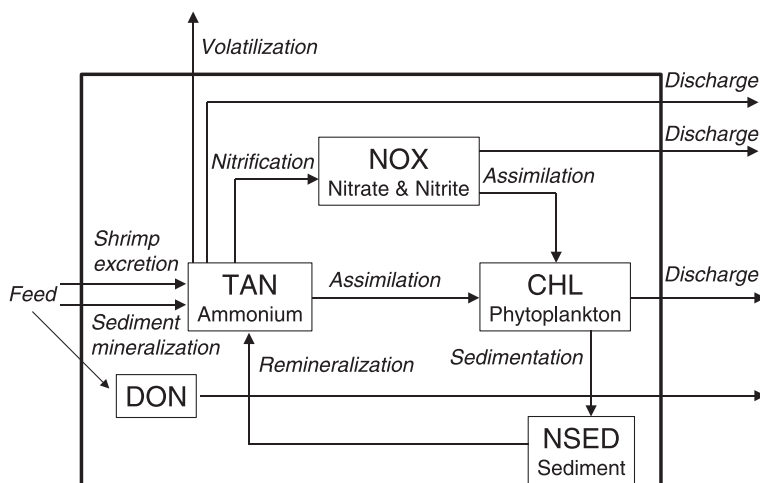 Volatilization
Discharge
Discharge
Nitrification
NOX
Nitrate & Nitrite
Assimilation
Shrimp
excretion
Feed
Sediment
mineralization
TAN
Ammonium
Assimilation
CHL
Phytoplankton
Discharge
Remineralization
Sedimentation
DON
NSED
Sediment